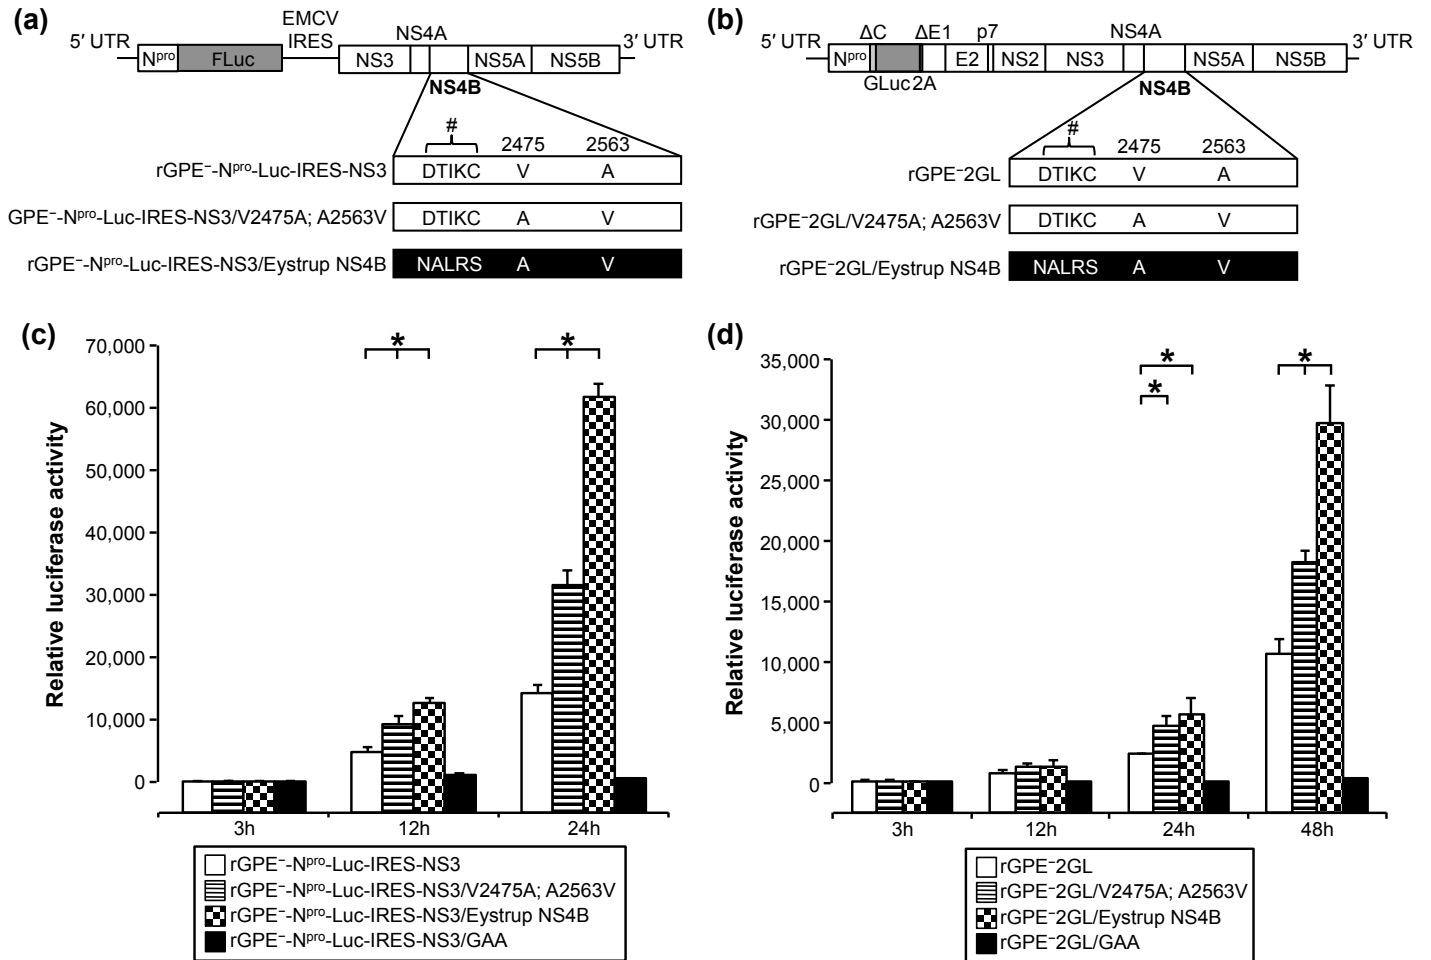 (a)
EMCV
IRES
NS4A
5′ UTR
3′ UTR
Nᵖʳᵒ
FLuc
NS3
NS5A
NS5B
NS4B
#
2475
2563
rGPE⁻-Nᵖʳᵒ-Luc-IRES-NS3
DTIKC V A
GPE⁻-Nᵖʳᵒ-Luc-IRES-NS3/V2475A; A2563V
DTIKC A V
rGPE⁻-Nᵖʳᵒ-Luc-IRES-NS3/Eystrup NS4B
NALRS A V
(b)
5′ UTR
ΔC
ΔE1
p7
NS4A
3′ UTR
Nᵖʳᵒ
E2
NS2
NS3
NS5A
NS5B
GLuc2A
NS4B
#
2475
2563
rGPE⁻2GL
DTIKC V A
rGPE⁻2GL/V2475A; A2563V
DTIKC A V
rGPE⁻2GL/Eystrup NS4B
NALRS A V
(c)
Relative luciferase activity
70,000
60,000
50,000
40,000
30,000
20,000
10,000
0
*
*
3h
12h
24h
rGPE⁻-Nᵖʳᵒ-Luc-IRES-NS3
rGPE⁻-Nᵖʳᵒ-Luc-IRES-NS3/V2475A; A2563V
rGPE⁻-Nᵖʳᵒ-Luc-IRES-NS3/Eystrup NS4B
rGPE⁻-Nᵖʳᵒ-Luc-IRES-NS3/GAA
(d)
Relative luciferase activity
35,000
30,000
25,000
20,000
15,000
10,000
5,000
0
*
*
*
3h
12h
24h
48h
rGPE⁻2GL
rGPE⁻2GL/V2475A; A2563V
rGPE⁻2GL/Eystrup NS4B
rGPE⁻2GL/GAA